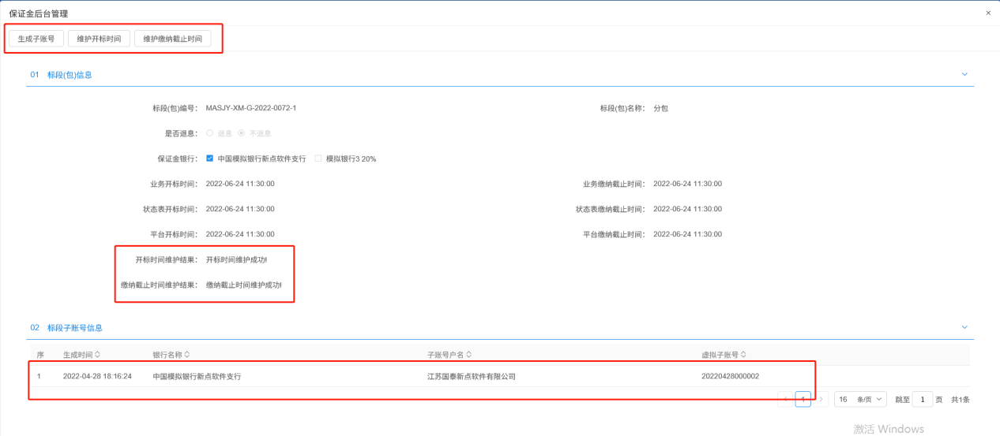 保证金后台管理 ×
生成子账号 维护开标时间 维护缴纳截止时间
01 标段(包)信息
标段(包)编号： MASJY-XM-G-2022-0072-1 标段(包)名称： 分包
是否退息： 退息 不退息
保证金银行： 中国模拟银行新点软件支行 模拟银行3 20%
业务开标时间： 2022-06-24 11:30:00 业务缴纳截止时间： 2022-06-24 11:30:00
状态表开标时间： 2022-06-24 11:30:00 状态表缴纳截止时间： 2022-06-24 11:30:00
平台开标时间： 2022-06-24 11:30:00 平台缴纳截止时间： 2022-06-24 11:30:00
开标时间维护结果： 开标时间维护成功!
缴纳截止时间维护结果： 缴纳截止时间维护成功!
02 标段子账号信息
序 生成时间 银行名称 子账号户名 虚拟子账号
1 2022-04-28 18:16:24 中国模拟银行新点软件支行 江苏国泰新点软件有限公司 20220428000002
1 16 条/页 跳至 1 页 共1条
激活 Windows